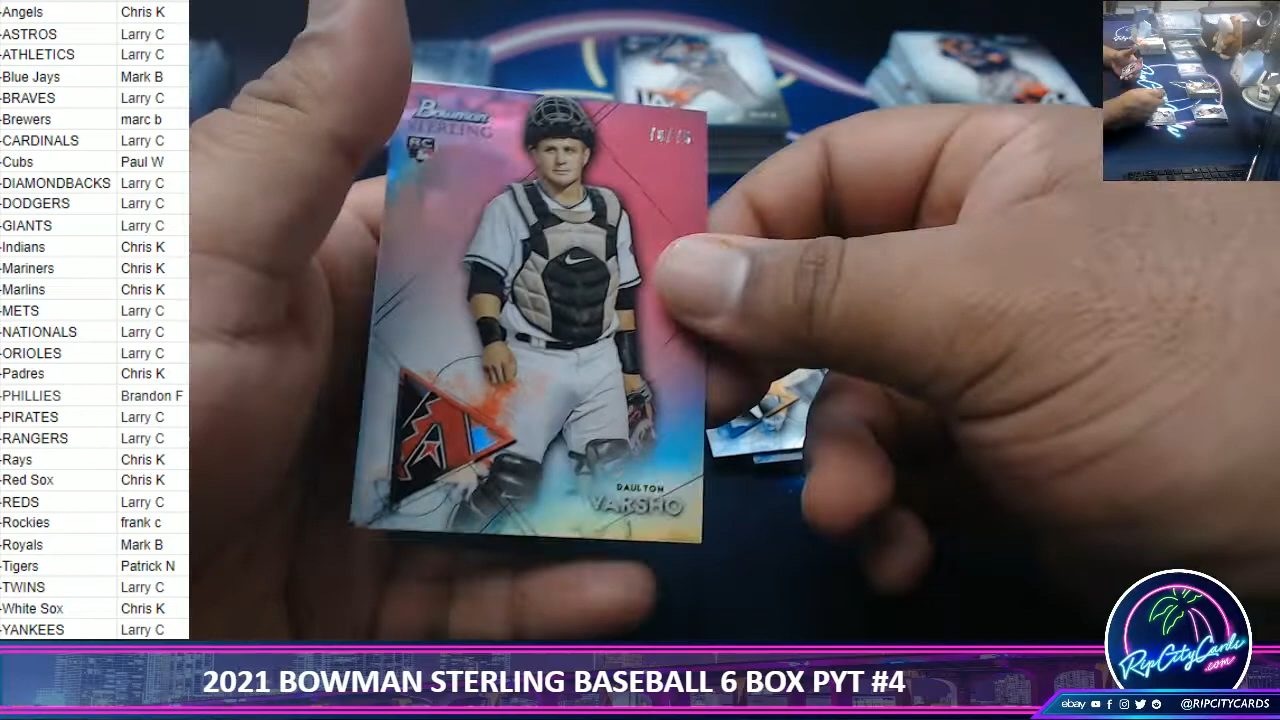 -Angels Chris K
-ASTROS Larry C
-ATHLETICS Larry C
-Blue Jays Mark B
-BRAVES Larry C
-Brewers marc b
-CARDINALS Larry C
-Cubs Paul W
-DIAMONDBACKS Larry C
-DODGERS Larry C
-GIANTS Larry C
-Indians Chris K
-Mariners Chris K
-Marlins Chris K
-METS Larry C
-NATIONALS Larry C
-ORIOLES Larry C
-Padres Chris K
-PHILLIES Brandon F
-PIRATES Larry C
-RANGERS Larry C
-Rays Chris K
-Red Sox Chris K
-REDS Larry C
-Rockies frank c
-Royals Mark B
-Tigers Patrick N
-TWINS Larry C
-White Sox Chris K
-YANKEES Larry C
Bowman
STERLING
RC
A
DAULTON
VARSHO
RipCityCards
.com
2021 BOWMAN STERLING BASEBALL 6 BOX PYT #4
ebay @RIPCITYCARDS